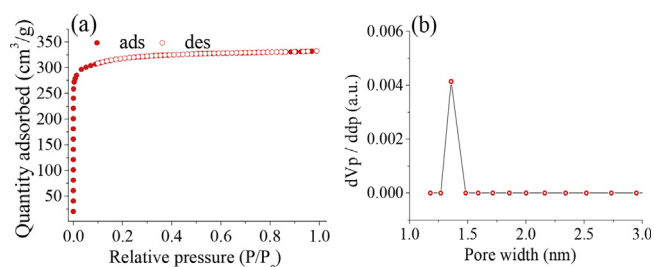 (a)
ads des
Quantity adsorbed (cm³/g)
350
300
250
200
150
100
50
0.0 0.2 0.4 0.6 0.8 1.0
Relative pressure (P/P₀)
(b)
dVp / ddp (a.u.)
0.006
0.004
0.002
0.000
1.0 1.5 2.0 2.5 3.0
Pore width (nm)